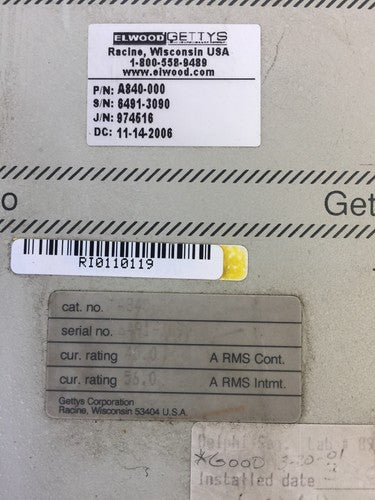 ELWOOD GETTYS
Racine, Wisconsin USA
1-800-558-9489
www.elwood.com
P/N: A840-000
S/N: 6491-3090
J/N: 974516
DC: 11-14-2006
o Get
RI0110119
cat. no.
serial no.
cur. rating A RMS Cont.
cur. rating A RMS Intmt.
Gettys Corporation
Racine, Wisconsin 53404 U.S.A.
*GOOD
Installed date